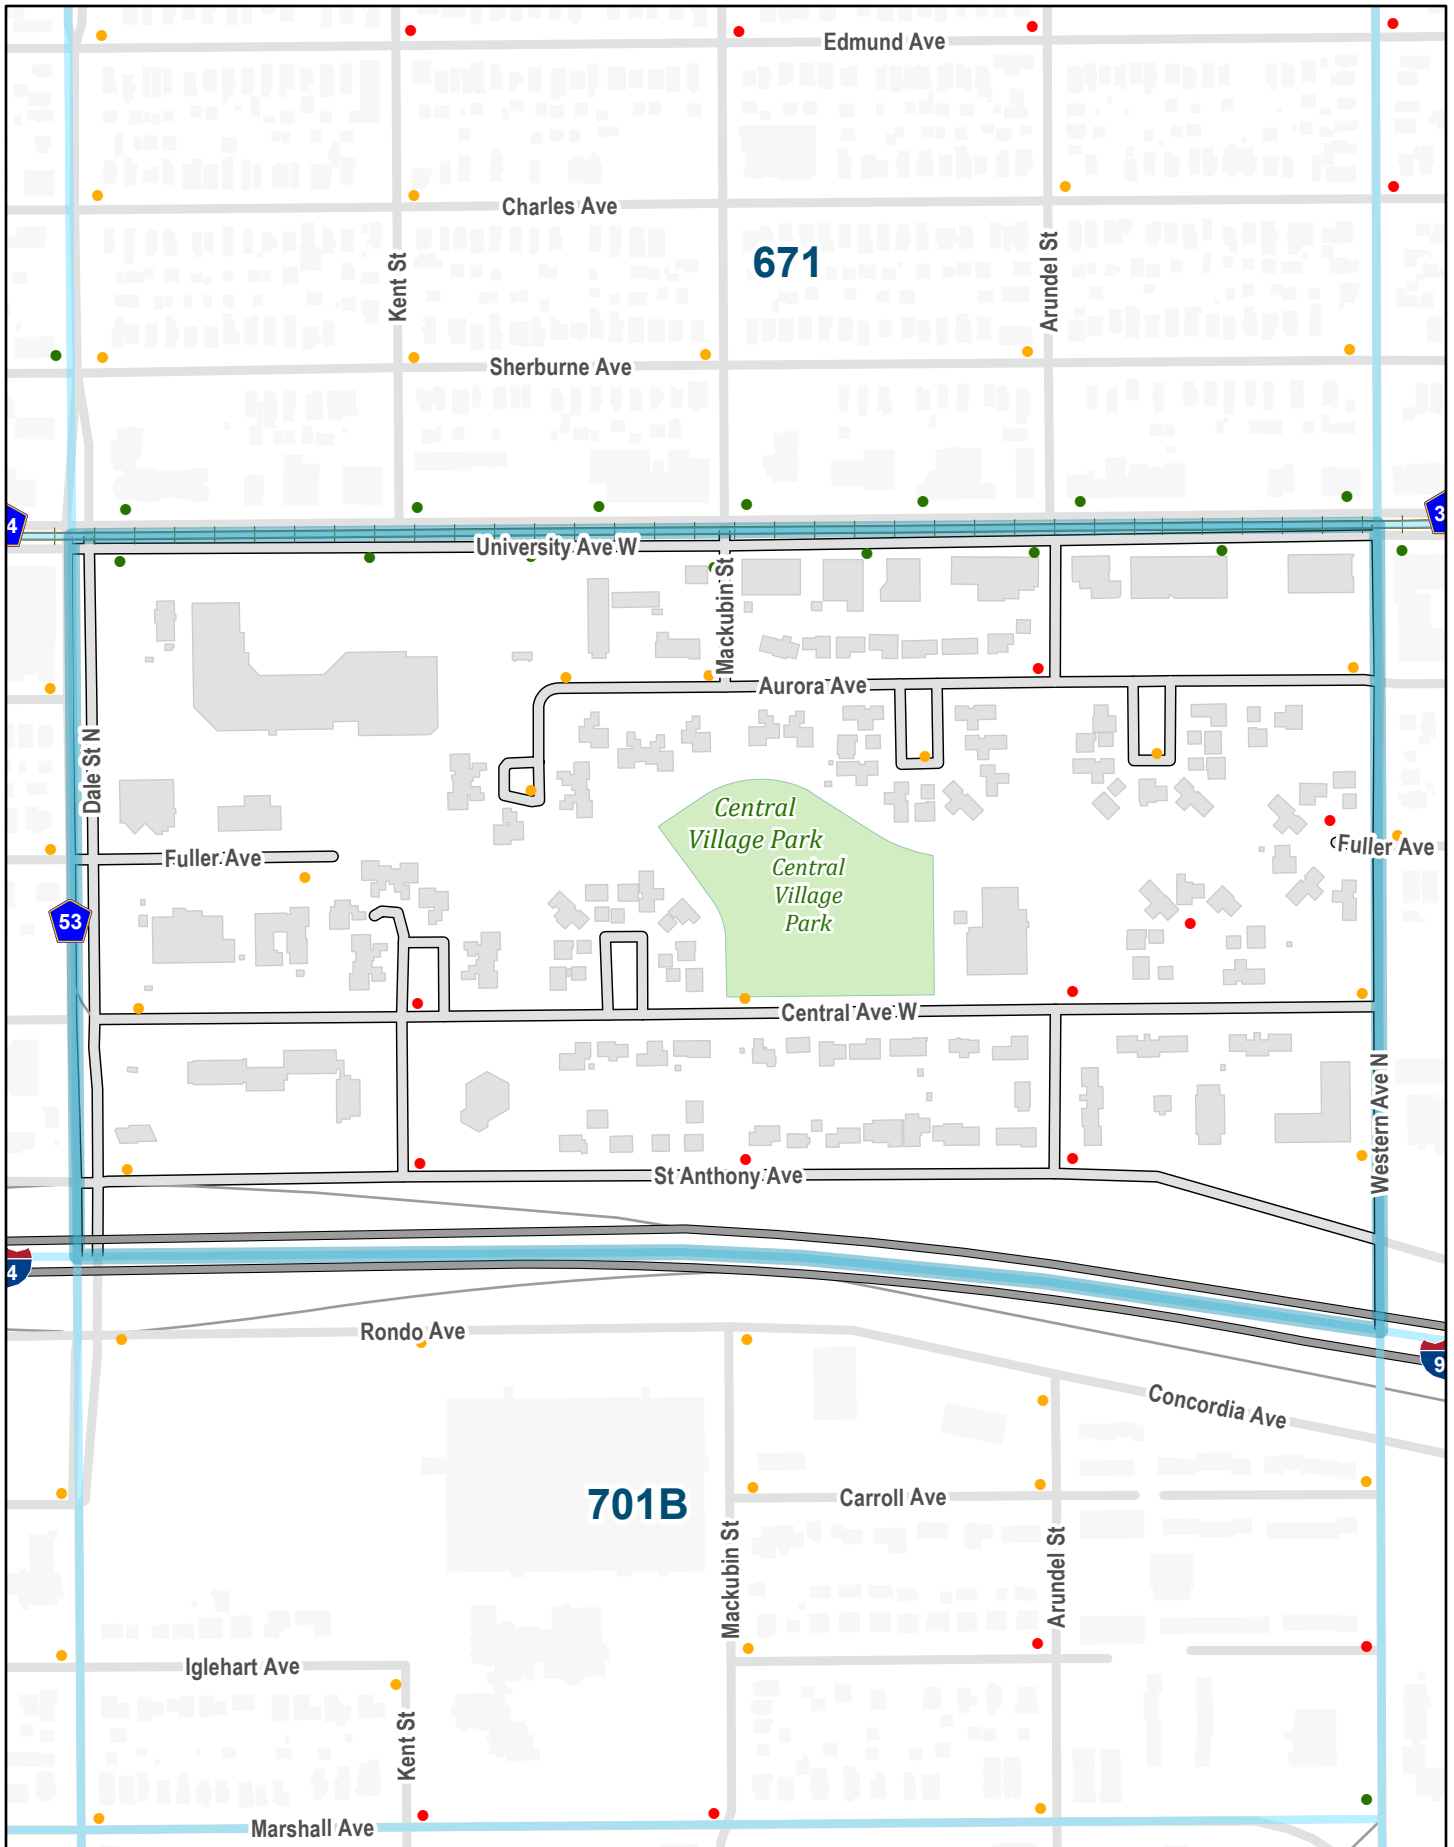 Edmund Ave
Charles Ave
Kent St
671
Arundel St
Sherburne Ave
4
3
University Ave W
Mackubin St
Aurora Ave
Dale St N
Central
Village Park
Central
Village
Park
Fuller Ave
Fuller Ave
53
Central Ave W
Western Ave N
St Anthony Ave
4
Rondo Ave
9
Concordia Ave
701B
Carroll Ave
Mackubin St
Arundel St
Iglehart Ave
Kent St
Marshall Ave